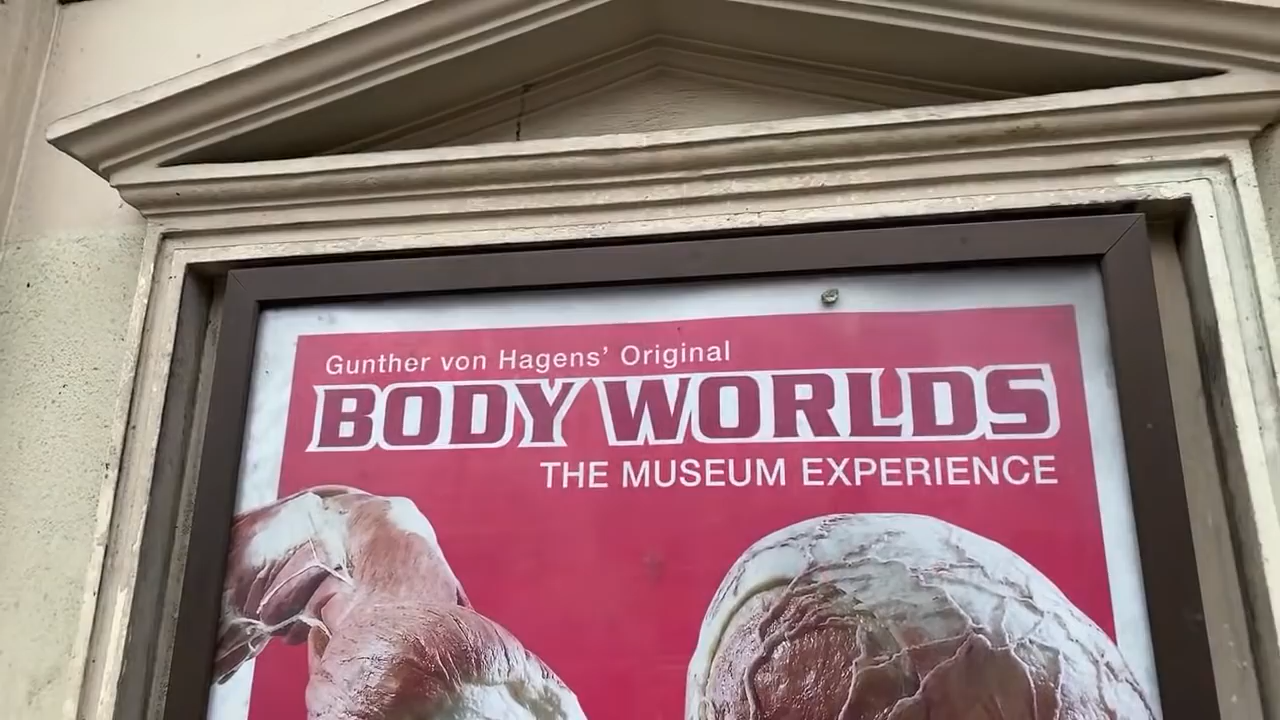 Gunther von Hagens’ Original
BODY WORLDS
THE MUSEUM EXPERIENCE